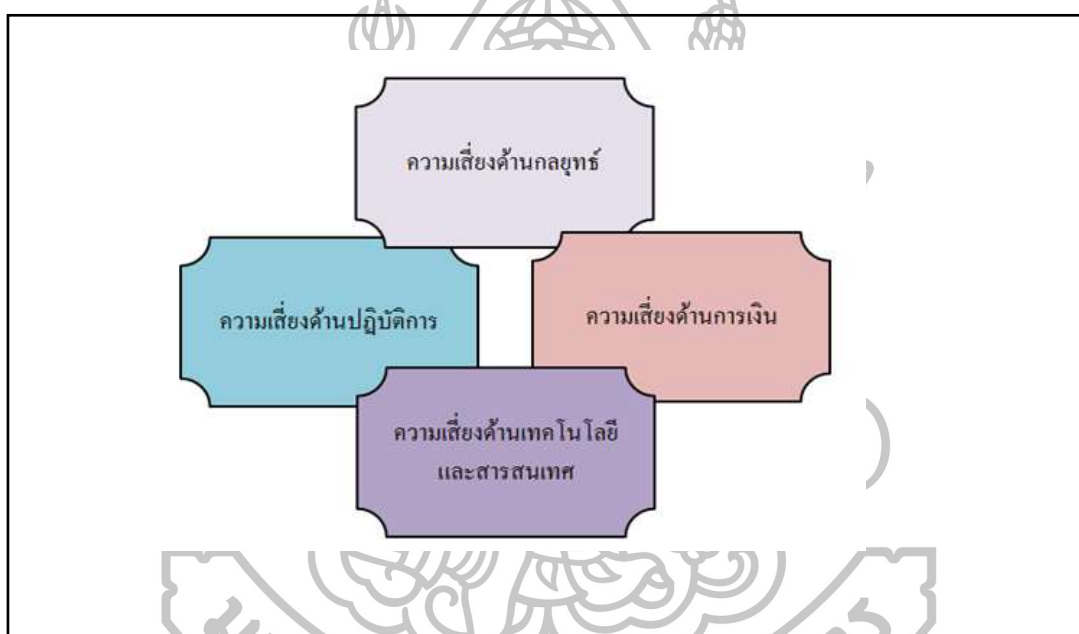 ความเสี่ยงด้านกลยุทธ์
ความเสี่ยงด้านปฏิบัติการ
ความเสี่ยงด้านการเงิน
ความเสี่ยงด้านเทคโนโลยี
และสารสนเทศ